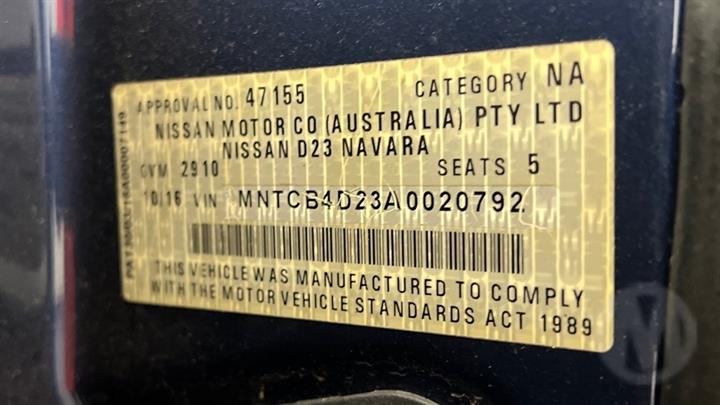 APPROVAL NO. 47155 CATEGORY NA
NISSAN MOTOR CO (AUSTRALIA) PTY LTD
NISSAN D23 NAVARA
GVM 2910 SEATS 5
10/16 VIN MNTCB4D23A0020792
THIS VEHICLE WAS MANUFACTURED TO COMPLY
WITH THE MOTOR VEHICLE STANDARDS ACT 1989